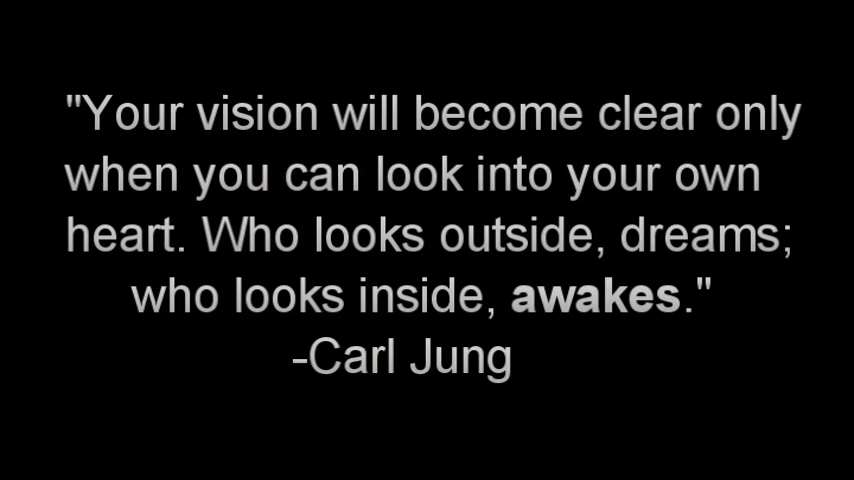 "Your vision will become clear only
when you can look into your own
heart. Who looks outside, dreams;
who looks inside, awakes."
-Carl Jung